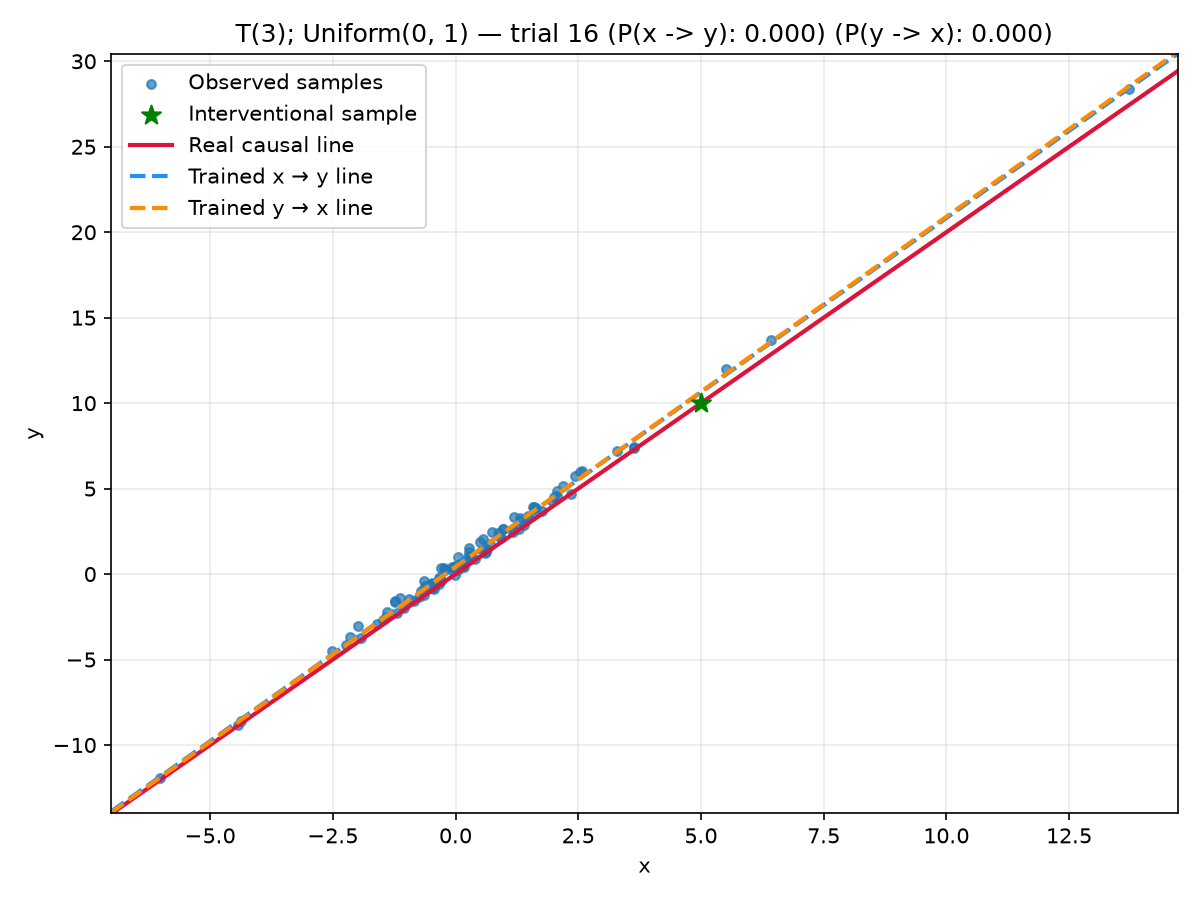 T(3); Uniform(0, 1) — trial 16 (P(x -> y): 0.000) (P(y -> x): 0.000)
Observed samples
Interventional sample
Real causal line
Trained x → y line
Trained y → x line
30
25
20
15
10
5
0
−5
−10
y
−5.0 −2.5 0.0 2.5 5.0 7.5 10.0 12.5
x